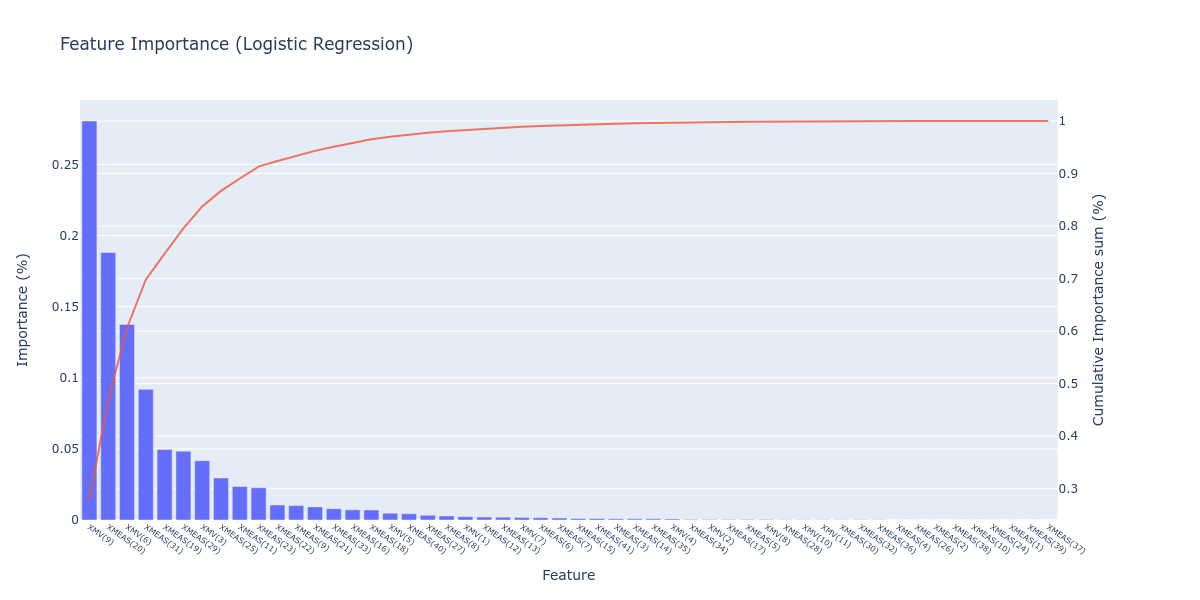 Feature Importance (Logistic Regression)
Importance (%)
0.25
0.2
0.15
0.1
0.05
0
1
0.9
0.8
0.7
0.6
0.5
0.4
0.3
Cumulative Importance sum (%)
XMV(9)
XMEAS(20)
XMV(6)
XMEAS(31)
XMEAS(19)
XMEAS(29)
XMV(3)
XMEAS(25)
XMEAS(11)
XMEAS(23)
XMEAS(22)
XMEAS(9)
XMEAS(21)
XMEAS(33)
XMEAS(16)
XMEAS(18)
XMV(5)
XMEAS(40)
XMEAS(27)
XMEAS(8)
XMV(1)
XMEAS(12)
XMEAS(13)
XMV(7)
XMEAS(6)
XMEAS(7)
XMEAS(15)
XMEAS(41)
XMEAS(3)
XMEAS(14)
XMEAS(35)
XMV(4)
XMEAS(34)
XMV(2)
XMEAS(17)
XMEAS(5)
XMV(8)
XMEAS(28)
XMV(10)
XMV(11)
XMEAS(30)
XMEAS(32)
XMEAS(36)
XMEAS(4)
XMEAS(26)
XMEAS(2)
XMEAS(38)
XMEAS(10)
XMEAS(24)
XMEAS(1)
XMEAS(39)
XMEAS(37)
Feature